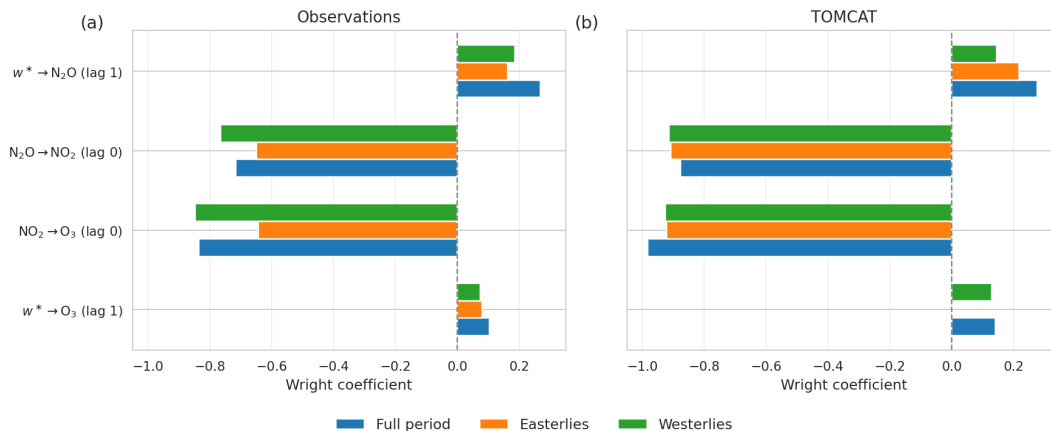 (a) Observations
w* → N₂O (lag 1)
N₂O → NO₂ (lag 0)
NO₂ → O₃ (lag 0)
w* → O₃ (lag 1)
−1.0 −0.8 −0.6 −0.4 −0.2 0.0 0.2
Wright coefficient
(b) TOMCAT
−1.0 −0.8 −0.6 −0.4 −0.2 0.0 0.2
Wright coefficient
Full period Easterlies Westerlies